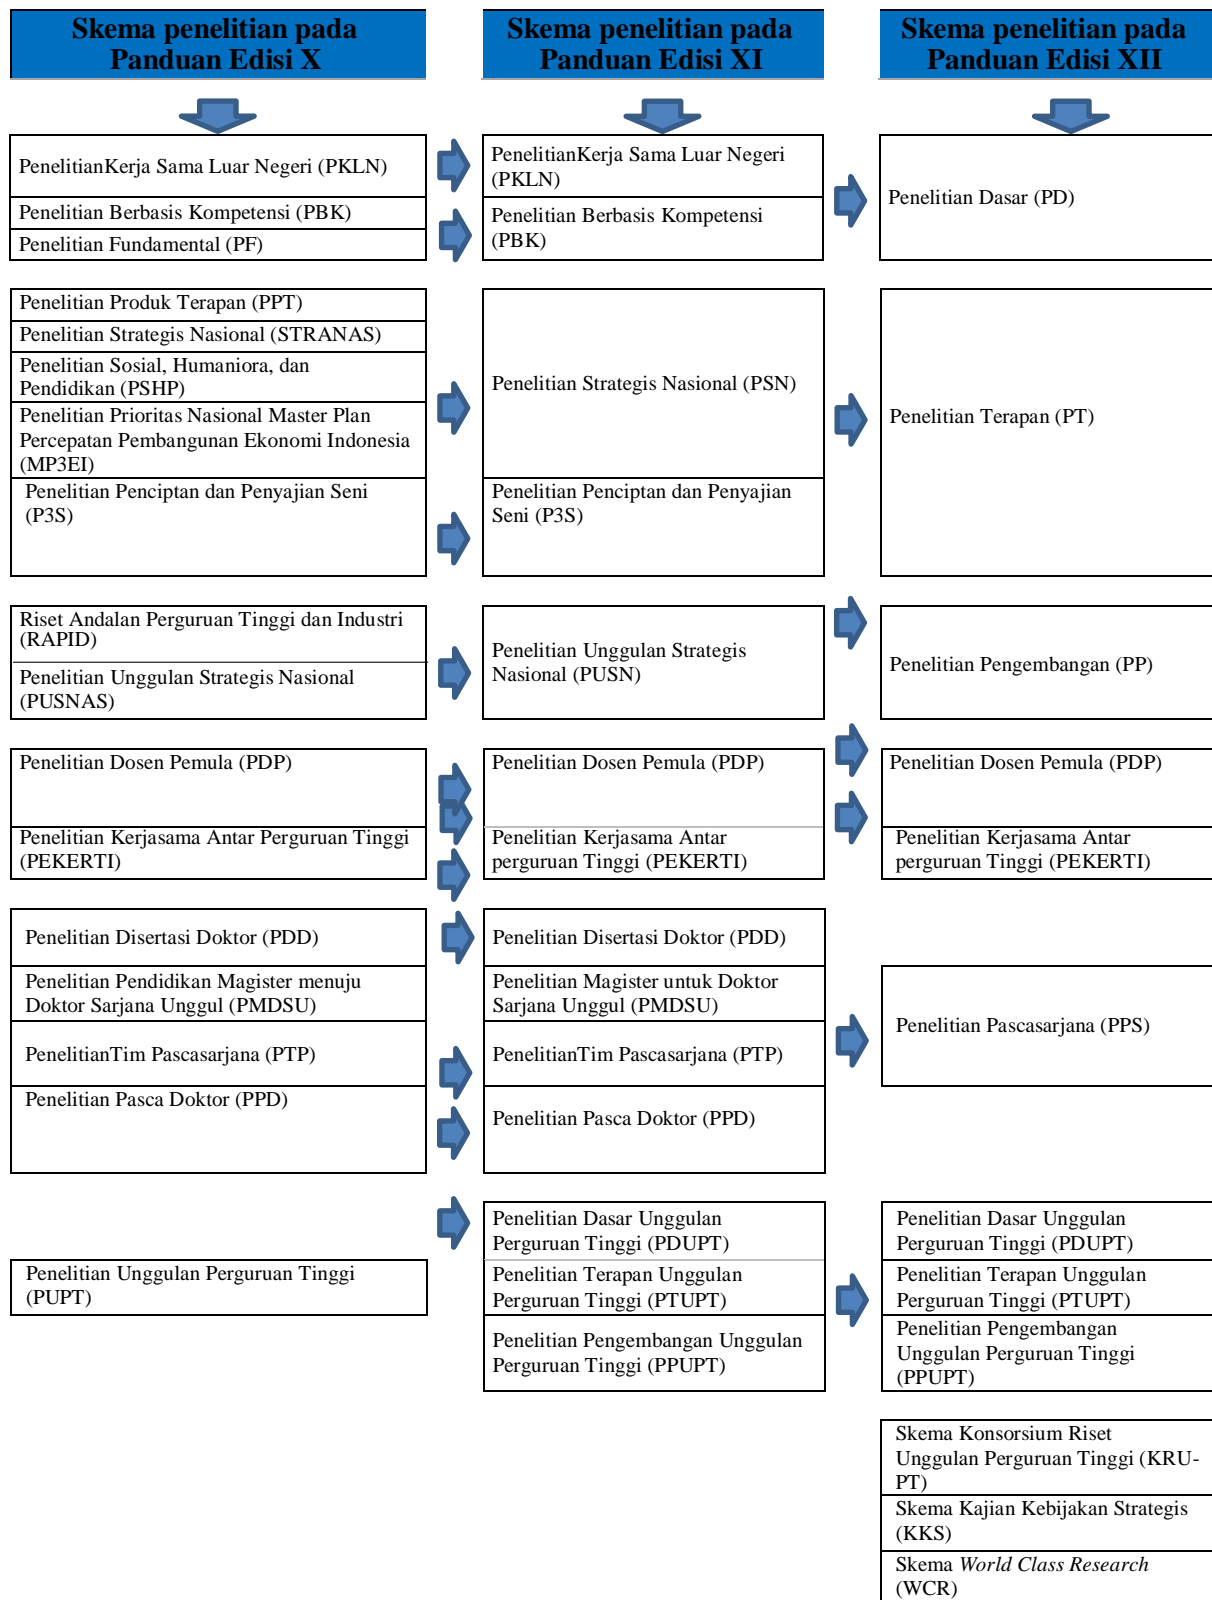 Skema penelitian pada
Panduan Edisi X
Skema penelitian pada
Panduan Edisi XI
Skema penelitian pada
Panduan Edisi XII
PenelitianKerja Sama Luar Negeri (PKLN)
Penelitian Berbasis Kompetensi (PBK)
Penelitian Fundamental (PF)
PenelitianKerja Sama Luar Negeri
(PKLN)
Penelitian Berbasis Kompetensi
(PBK)
Penelitian Dasar (PD)
Penelitian Produk Terapan (PPT)
Penelitian Strategis Nasional (STRANAS)
Penelitian Sosial, Humaniora, dan
Pendidikan (PSHP)
Penelitian Prioritas Nasional Master Plan
Percepatan Pembangunan Ekonomi Indonesia
(MP3EI)
Penelitian Penciptan dan Penyajian Seni
(P3S)
Penelitian Strategis Nasional (PSN)
Penelitian Penciptan dan Penyajian
Seni (P3S)
Penelitian Terapan (PT)
Riset Andalan Perguruan Tinggi dan Industri
(RAPID)
Penelitian Unggulan Strategis Nasional
(PUSNAS)
Penelitian Unggulan Strategis
Nasional (PUSN)
Penelitian Pengembangan (PP)
Penelitian Dosen Pemula (PDP)
Penelitian Kerjasama Antar Perguruan Tinggi
(PEKERTI)
Penelitian Dosen Pemula (PDP)
Penelitian Kerjasama Antar
perguruan Tinggi (PEKERTI)
Penelitian Dosen Pemula (PDP)
Penelitian Kerjasama Antar
perguruan Tinggi (PEKERTI)
Penelitian Disertasi Doktor (PDD)
Penelitian Pendidikan Magister menuju
Doktor Sarjana Unggul (PMDSU)
PenelitianTim Pascasarjana (PTP)
Penelitian Pasca Doktor (PPD)
Penelitian Disertasi Doktor (PDD)
Penelitian Magister untuk Doktor
Sarjana Unggul (PMDSU)
PenelitianTim Pascasarjana (PTP)
Penelitian Pasca Doktor (PPD)
Penelitian Pascasarjana (PPS)
Penelitian Unggulan Perguruan Tinggi
(PUPT)
Penelitian Dasar Unggulan
Perguruan Tinggi (PDUPT)
Penelitian Terapan Unggulan
Perguruan Tinggi (PTUPT)
Penelitian Pengembangan Unggulan
Perguruan Tinggi (PPUPT)
Penelitian Dasar Unggulan
Perguruan Tinggi (PDUPT)
Penelitian Terapan Unggulan
Perguruan Tinggi (PTUPT)
Penelitian Pengembangan
Unggulan Perguruan Tinggi
(PPUPT)
Skema Konsorsium Riset
Unggulan Perguruan Tinggi (KRU-
PT)
Skema Kajian Kebijakan Strategis
(KKS)
Skema World Class Research
(WCR)